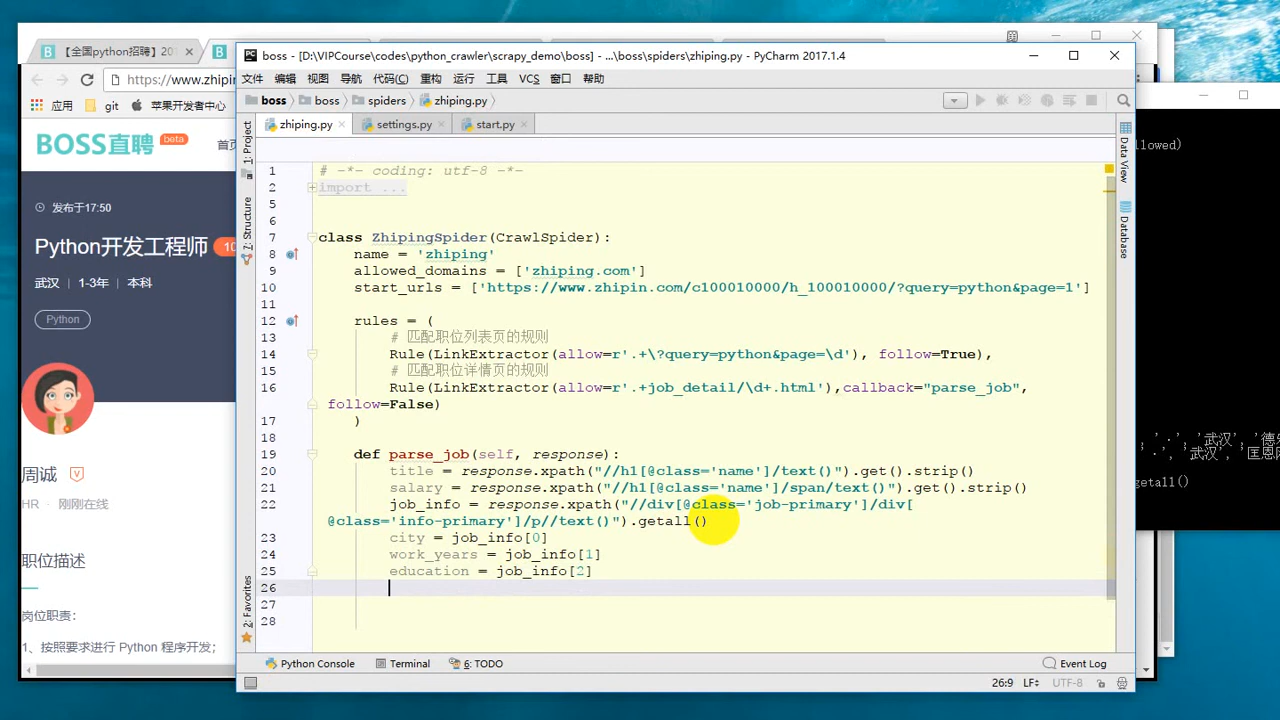 【全国python招聘】20
boss - [D:\VIPCourse\codes\python_crawler\scrapy_demo\boss] - ...\boss\spiders\zhiping.py - PyCharm 2017.1.4
https://www.zhipin
文件 编辑 视图 导航 代码(C) 重构 运行 工具 VCS 窗口 帮助
应用 git 苹果开发者中心
boss boss spiders zhiping.py
zhiping.py settings.py start.py
BOSS直聘 beta 首页
1: Project
7: Structure
2: Favorites
Data View
Database
发布于17:50
Python开发工程师 10
武汉 1-3年 本科
Python
周诚
HR · 刚刚在线
职位描述
岗位职责：
1、按照要求进行 Python 程序开发；
1 # -*- coding: utf-8 -*-
2 import ...
5
6
7 class ZhipingSpider(CrawlSpider):
8 name = 'zhiping'
9 allowed_domains = ['zhiping.com']
10 start_urls = ['https://www.zhipin.com/c100010000/h_100010000/?query=python&page=1']
11
12 rules = (
13 # 匹配职位列表页的规则
14 Rule(LinkExtractor(allow=r'.+\?query=python&page=\d'), follow=True),
15 # 匹配职位详情页的规则
16 Rule(LinkExtractor(allow=r'.+job_detail/\d+.html'),callback="parse_job",
follow=False)
17 )
18
19 def parse_job(self, response):
20 title = response.xpath("//h1[@class='name']/text()").get().strip()
21 salary = response.xpath("//h1[@class='name']/span/text()").get().strip()
22 job_info = response.xpath("//div[@class='job-primary']/div[
@class='info-primary']/p//text()").getall()
23 city = job_info[0]
24 work_years = job_info[1]
25 education = job_info[2]
26
27
28
llowed)
, '·', '武汉', '德
·', '武汉', '匡恩
getall()
Python Console Terminal 6: TODO Event Log
26:9 LF÷ UTF-8